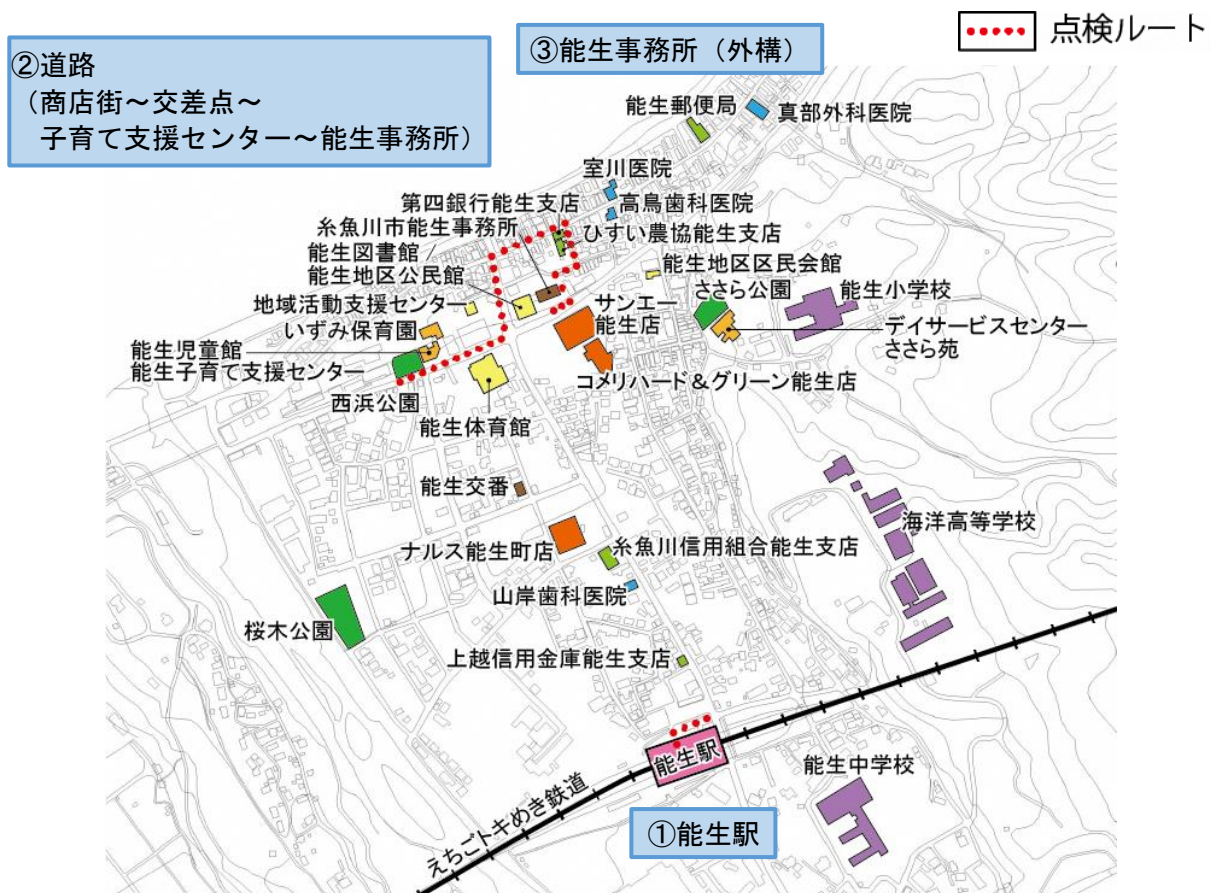 点検ルート
②道路
（商店街～交差点～
子育て支援センター～能生事務所）
③能生事務所（外構）
能生郵便局
真部外科医院
室川医院
第四銀行能生支店
高鳥歯科医院
糸魚川市能生事務所
ひすい農協能生支店
能生図書館
能生地区公民館
能生地区区民会館
地域活動支援センター
サンエー
能生店
ささら公園
能生小学校
いずみ保育園
デイサービスセンター
ささら苑
能生児童館
能生子育て支援センター
コメリハード＆グリーン能生店
西浜公園
能生体育館
能生交番
海洋高等学校
ナルス能生町店
糸魚川信用組合能生支店
山岸歯科医院
桜木公園
上越信用金庫能生支店
能生駅
能生中学校
えちごトキめき鉄道
①能生駅